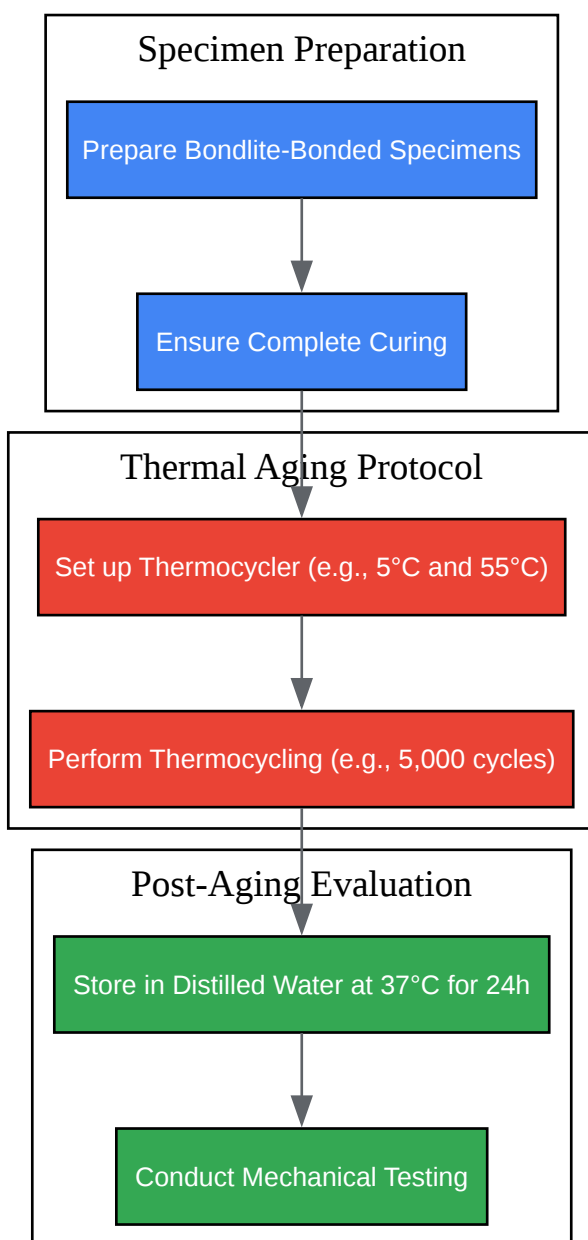 Specimen Preparation
Prepare Bondlite-Bonded Specimens
Ensure Complete Curing
Thermal Aging Protocol
Set up Thermocycler (e.g., 5°C and 55°C)
Perform Thermocycling (e.g., 5,000 cycles)
Post-Aging Evaluation
Store in Distilled Water at 37°C for 24h
Conduct Mechanical Testing